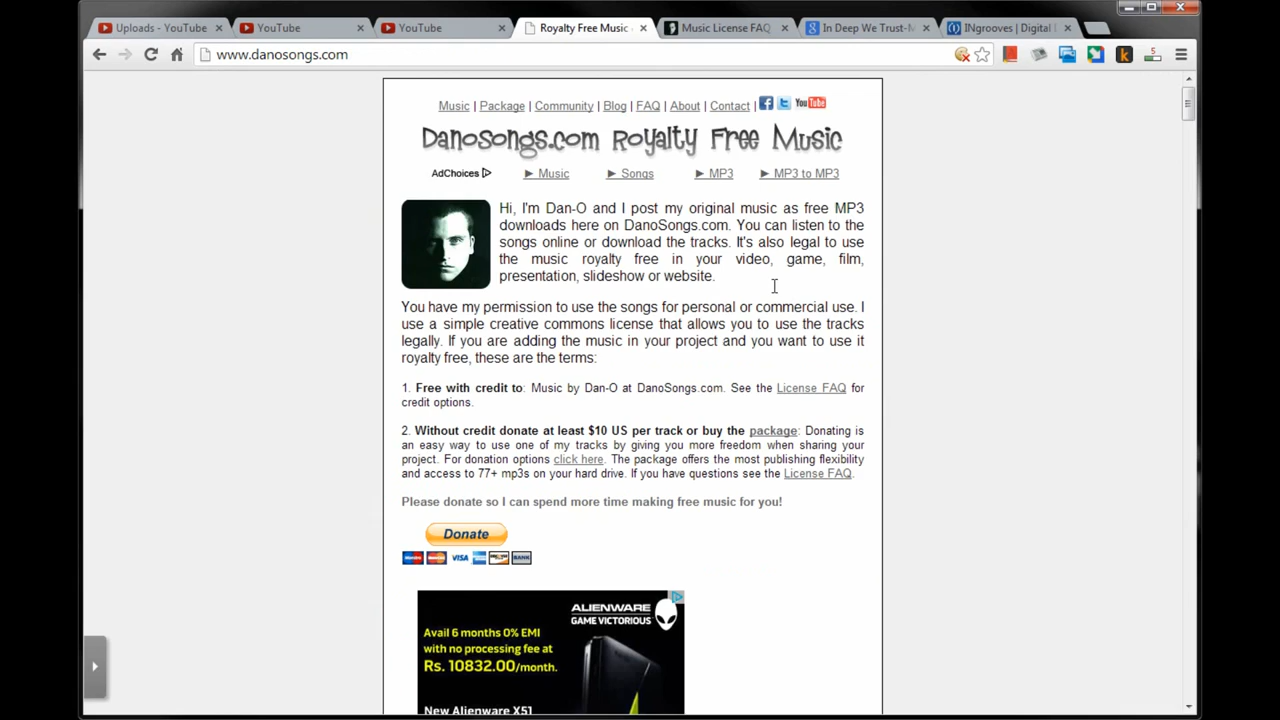 Uploads - YouTube
YouTube
YouTube
Royalty Free Music
Music License FAQ
In Deep We Trust-M
INgrooves | Digital
www.danosongs.com
5
Music | Package | Community | Blog | FAQ | About | Contact | YouTube
Danosongs.com Royalty Free Music
AdChoices ► Music ► Songs ► MP3 ► MP3 to MP3
Hi, I'm Dan-O and I post my original music as free MP3
downloads here on DanoSongs.com. You can listen to the
songs online or download the tracks. It's also legal to use
the music royalty free in your video, game, film,
presentation, slideshow or website.
You have my permission to use the songs for personal or commercial use. I
use a simple creative commons license that allows you to use the tracks
legally. If you are adding the music in your project and you want to use it
royalty free, these are the terms:
1. Free with credit to: Music by Dan-O at DanoSongs.com. See the License FAQ for
credit options.
2. Without credit donate at least $10 US per track or buy the package: Donating is
an easy way to use one of my tracks by giving you more freedom when sharing your
project. For donation options click here. The package offers the most publishing flexibility
and access to 77+ mp3s on your hard drive. If you have questions see the License FAQ.
Please donate so I can spend more time making free music for you!
Donate
VISA BANK
ALIENWARE
GAME VICTORIOUS
Avail 6 months 0% EMI
with no processing fee at
Rs. 10832.00/month.
New Alienware X51